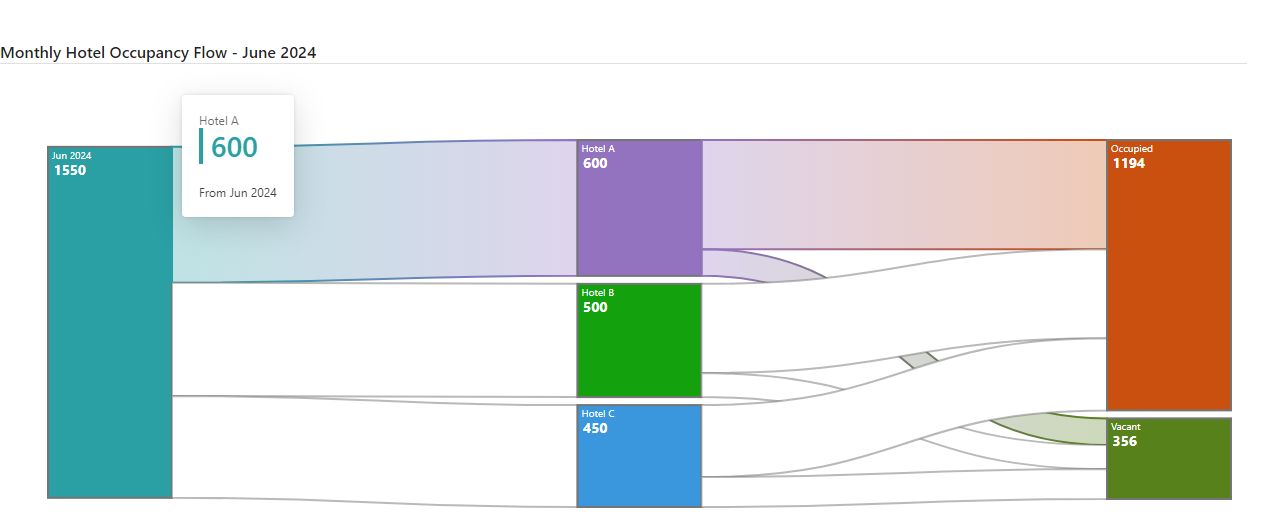 Monthly Hotel Occupancy Flow - June 2024
Hotel A
600
From Jun 2024
Jun 2024
1550
Hotel A
600
Hotel B
500
Hotel C
450
Occupied
1194
Vacant
356